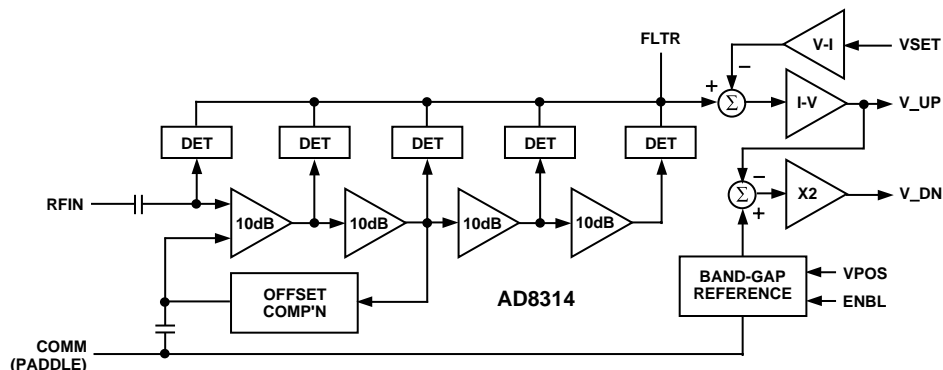 FLTR
V-I
VSET
–
+
Σ
I-V
V_UP
DET
DET
DET
DET
DET
–
Σ
+
X2
V_DN
RFIN
10dB
10dB
10dB
10dB
OFFSET
COMP'N
AD8314
BAND-GAP
REFERENCE
VPOS
ENBL
COMM
(PADDLE)